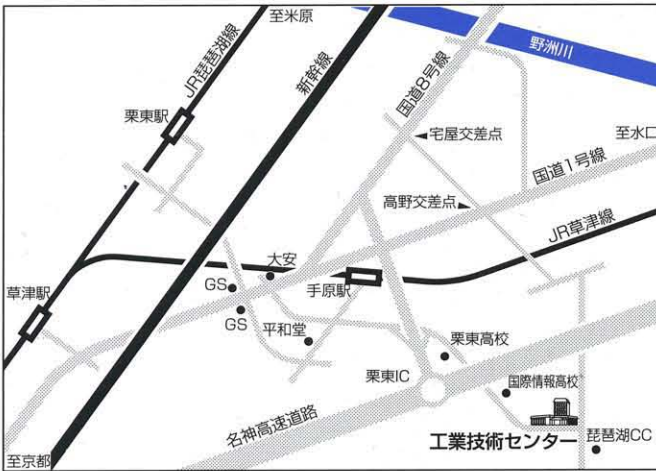 至米原
JR琵琶湖線
新幹線
野洲川
国道8号線
栗東駅
宅屋交差点
至水口
国道1号線
高野交差点
JR草津線
大安
草津駅
GS
手原駅
GS
平和堂
栗東高校
栗東IC
国際情報高校
名神高速道路
工業技術センター
琵琶湖CC
至京都